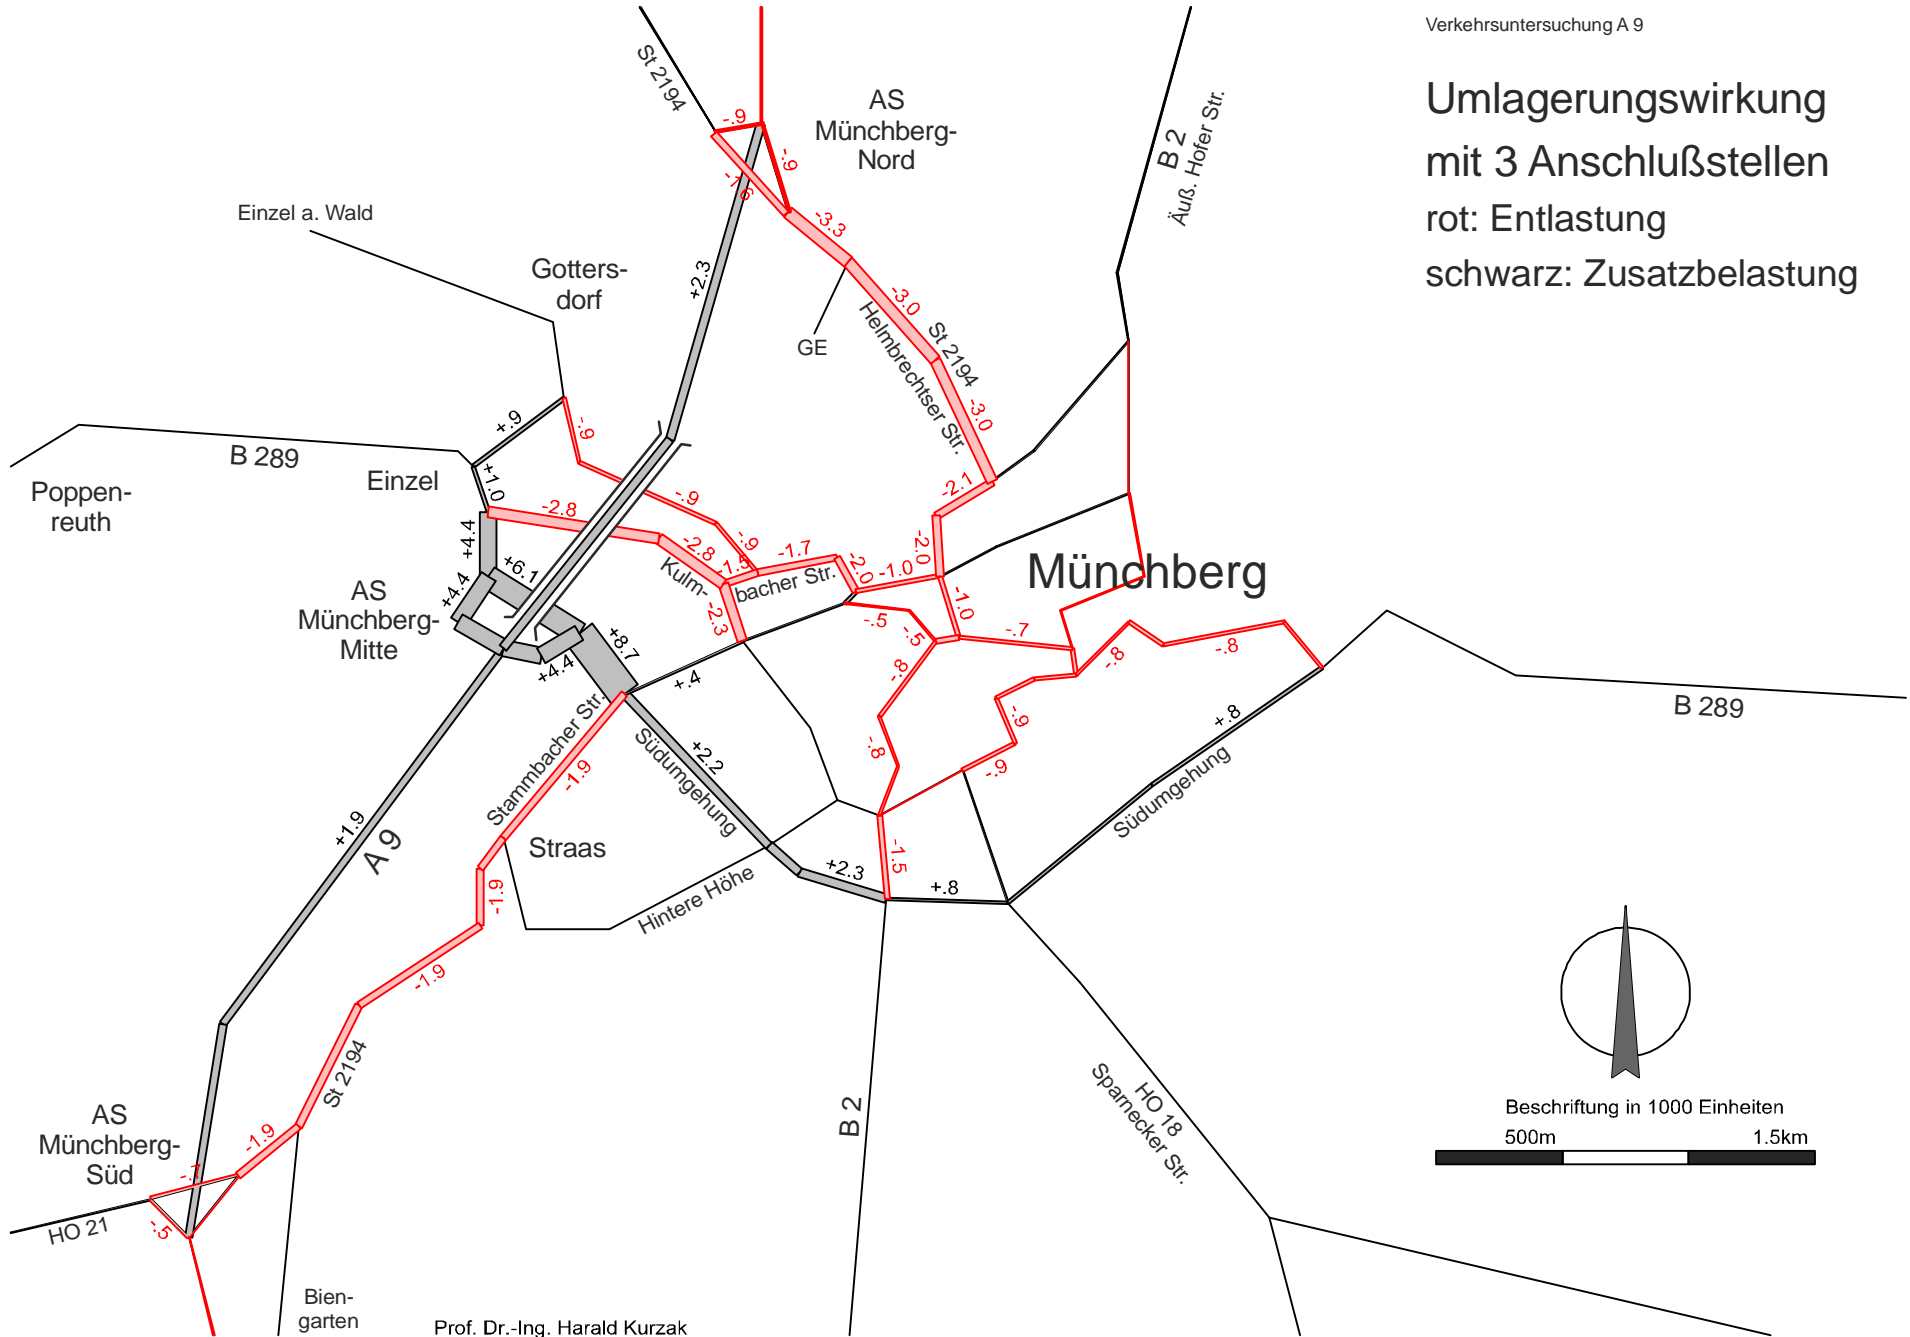 Verkehrsuntersuchung A 9
Umlagerungswirkung
mit 3 Anschlußstellen
rot: Entlastung
schwarz: Zusatzbelastung
St 2194
-.9
AS
Münchberg-
Nord
-.9
-1.6
-3.3
B 2
Äuß. Hofer Str.
Einzel a. Wald
Gotters-
dorf
+2.3
-3.0
St 2194
Helmbrechtser Str.
GE
-3.0
+.9
-.9
B 289
Einzel
+1.0
Poppen-
reuth
-2.8
-.9
-2.1
+4.4
-2.8
-.9
-1.7
-2.0
-2.0
-1.0
+6.1
-1.5
Kulm-
bacher Str.
Münchberg
+4.4
AS
Münchberg-
Mitte
-2.3
-1.0
-.5
-.5
-.7
+8.7
+4.4
+.4
-.8
-.8
-.8
B 289
Stammbacher Str.
-1.9
+2.2
Südumgehung
-.8
-.9
-.9
+.8
Südumgehung
+1.9
A 9
Straas
-1.5
+2.3
+.8
Hintere Höhe
-1.9
-1.9
St 2194
B 2
HO 18
Sparnecker Str.
Beschriftung in 1000 Einheiten
500m
1.5km
AS
Münchberg-
Süd
-1.9
-.7
-.5
HO 21
Bien-
garten
Prof. Dr.-Ing. Harald Kurzak